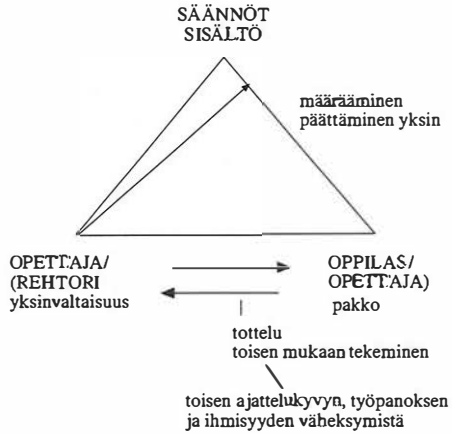 SÄÄNNÖT
SISÄLTÖ
määrääminen
päättäminen yksin
OPETTAJA/
(REHTORI
yksinvaltaisuus
OPPILAS/
OPETTAJA)
pakko
tottelu
toisen mukaan tekeminen
toisen ajattelukyvyn, työpanoksen
ja ihmisyyden väheksymistä